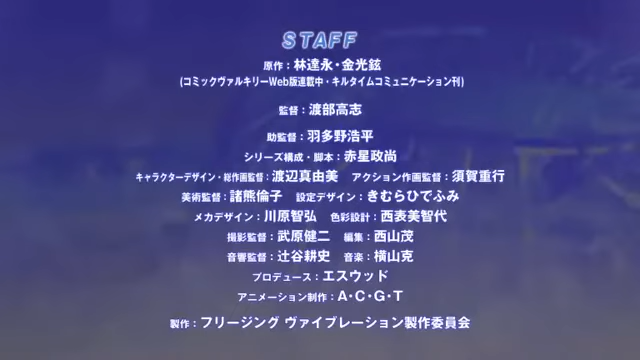 STAFF
原作：林達永・金光鉉
(コミックヴァルキリーWeb版連載中・キルタイムコミュニケーション刊)
監督：渡部高志
助監督：羽多野浩平
シリーズ構成・脚本：赤星政尚
キャラクターデザイン・総作画監督：渡辺真由美　アクション作画監督：須賀重行
美術監督：諸熊倫子　設定デザイン：きむらひでふみ
メカデザイン：川原智弘　色彩設計：西表美智代
撮影監督：武原健二　編集：西山茂
音響監督：辻谷耕史　音楽：横山克
プロデュース：エスウッド
アニメーション制作：A・C・G・T
製作：フリージング ヴァイブレーション製作委員会